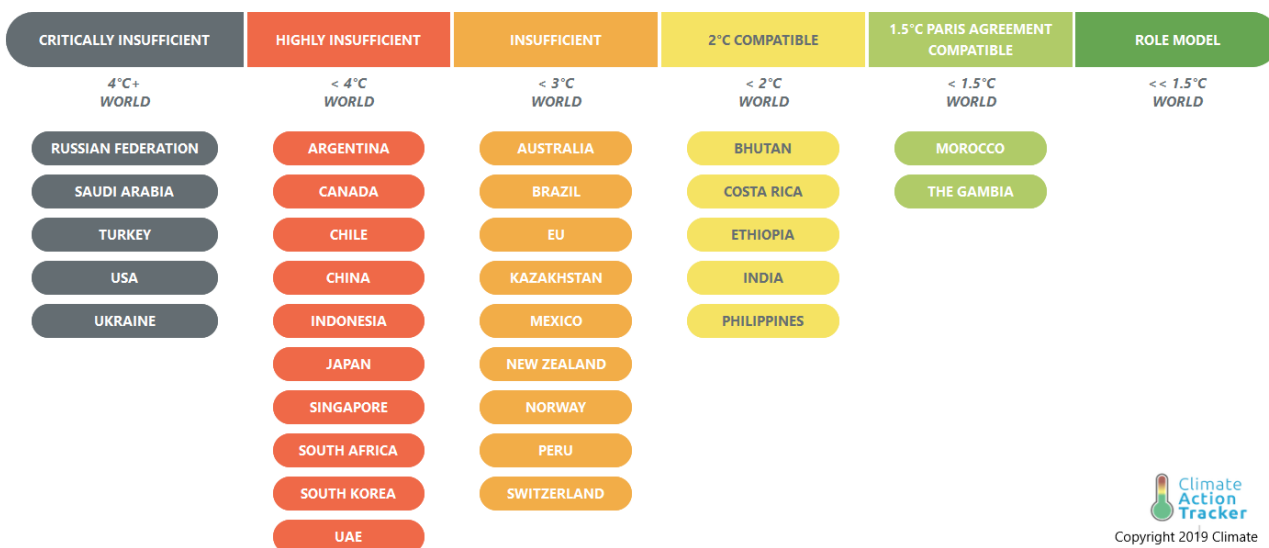 CRITICALLY INSUFFICIENT
HIGHLY INSUFFICIENT
INSUFFICIENT
2°C COMPATIBLE
1.5°C PARIS AGREEMENT
COMPATIBLE
ROLE MODEL
4°C+
WORLD
< 4°C
WORLD
< 3°C
WORLD
< 2°C
WORLD
< 1.5°C
WORLD
<< 1.5°C
WORLD
RUSSIAN FEDERATION
SAUDI ARABIA
TURKEY
USA
UKRAINE
ARGENTINA
CANADA
CHILE
CHINA
INDONESIA
JAPAN
SINGAPORE
SOUTH AFRICA
SOUTH KOREA
UAE
AUSTRALIA
BRAZIL
EU
KAZAKHSTAN
MEXICO
NEW ZEALAND
NORWAY
PERU
SWITZERLAND
BHUTAN
COSTA RICA
ETHIOPIA
INDIA
PHILIPPINES
MOROCCO
THE GAMBIA
Climate
Action
Tracker
Copyright 2019 Climate